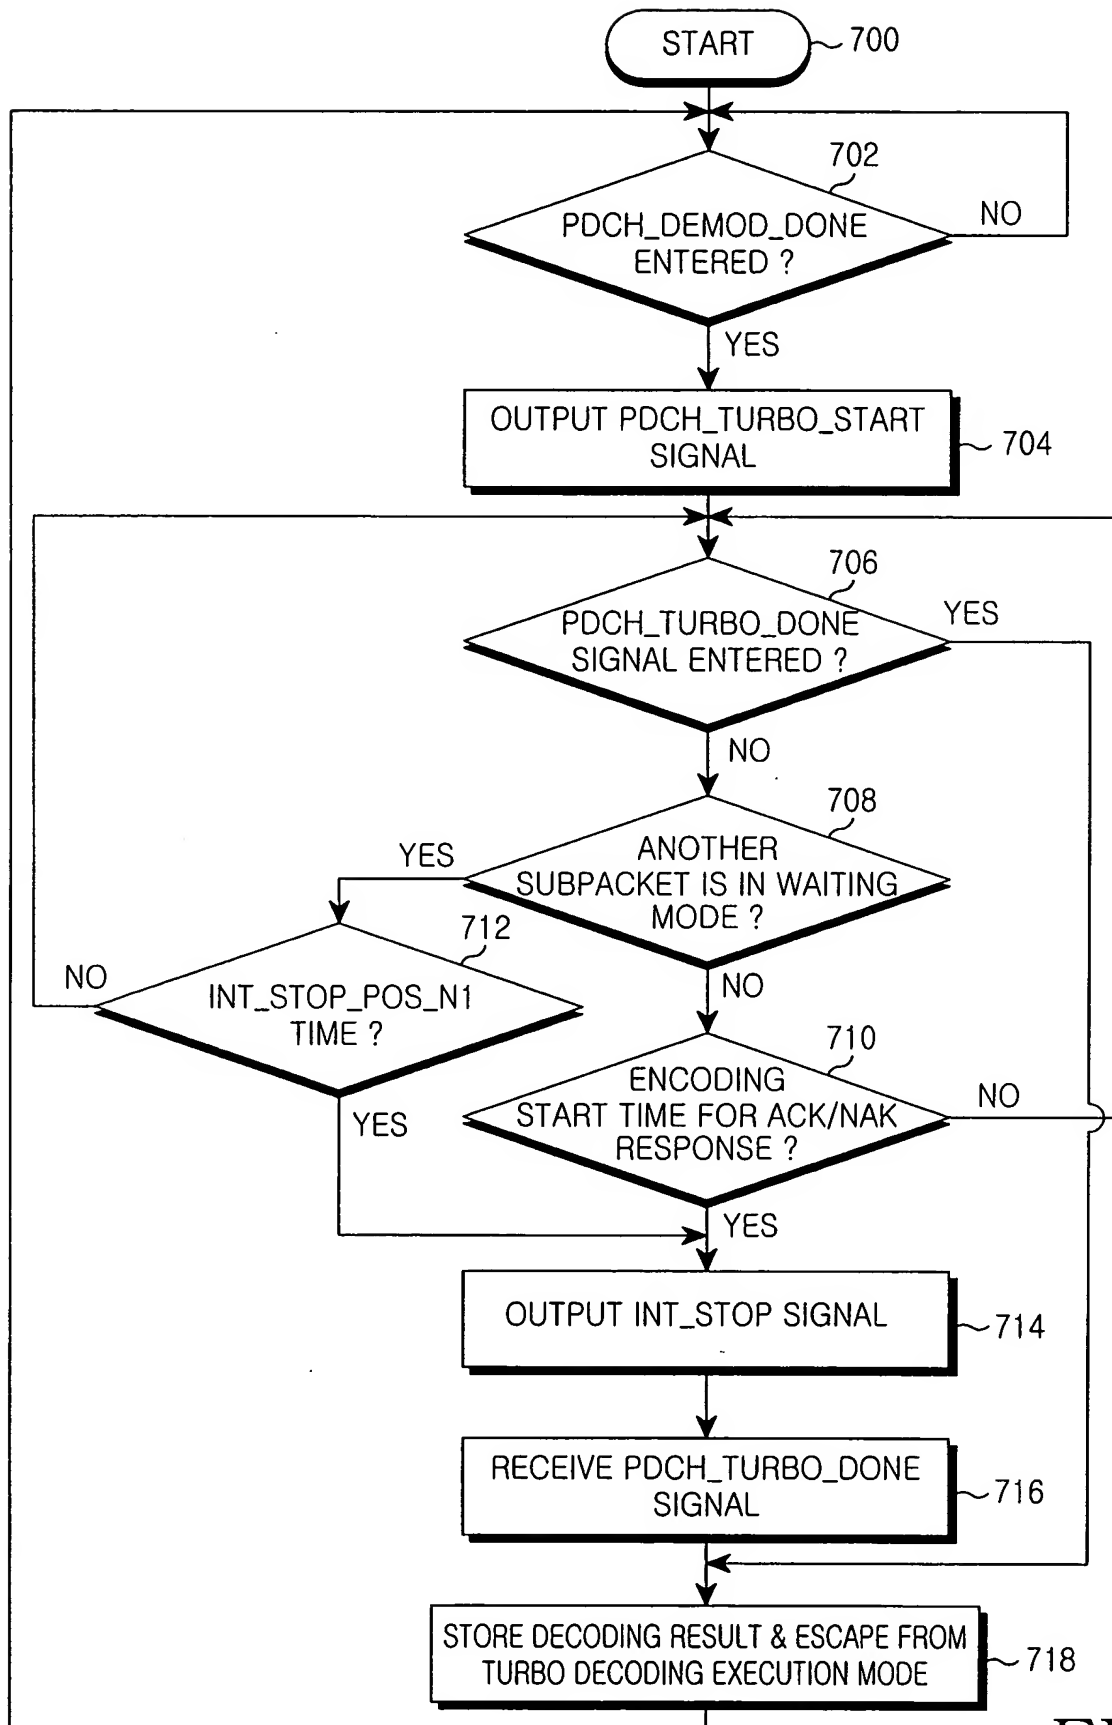 START
700
702
PDCH_DEMOD_DONE
ENTERED ?
NO
YES
OUTPUT PDCH_TURBO_START
SIGNAL
704
706
PDCH_TURBO_DONE
SIGNAL ENTERED ?
YES
NO
708
ANOTHER
SUBPACKET IS IN WAITING
MODE ?
YES
NO
712
INT_STOP_POS_N1
TIME ?
NO
YES
710
ENCODING
START TIME FOR ACK/NAK
RESPONSE ?
NO
YES
OUTPUT INT_STOP SIGNAL
714
RECEIVE PDCH_TURBO_DONE
SIGNAL
716
STORE DECODING RESULT & ESCAPE FROM
TURBO DECODING EXECUTION MODE
718